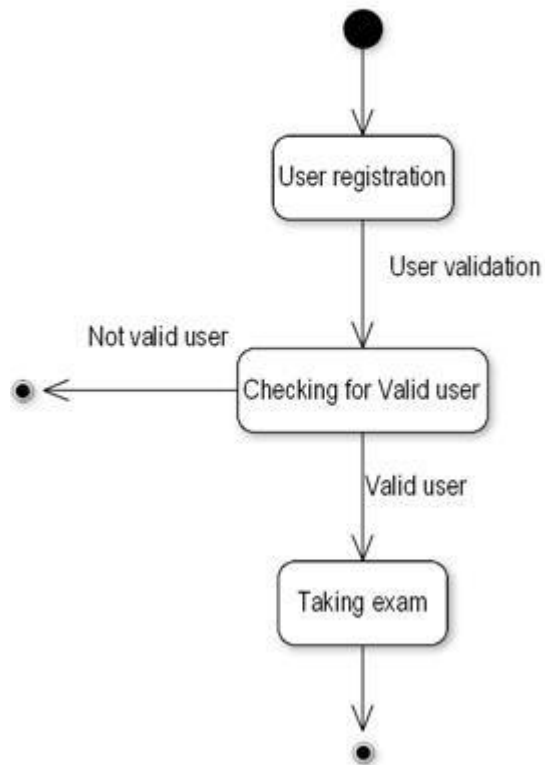 User registration
User validation
Not valid user
Checking for Valid user
Valid user
Taking exam